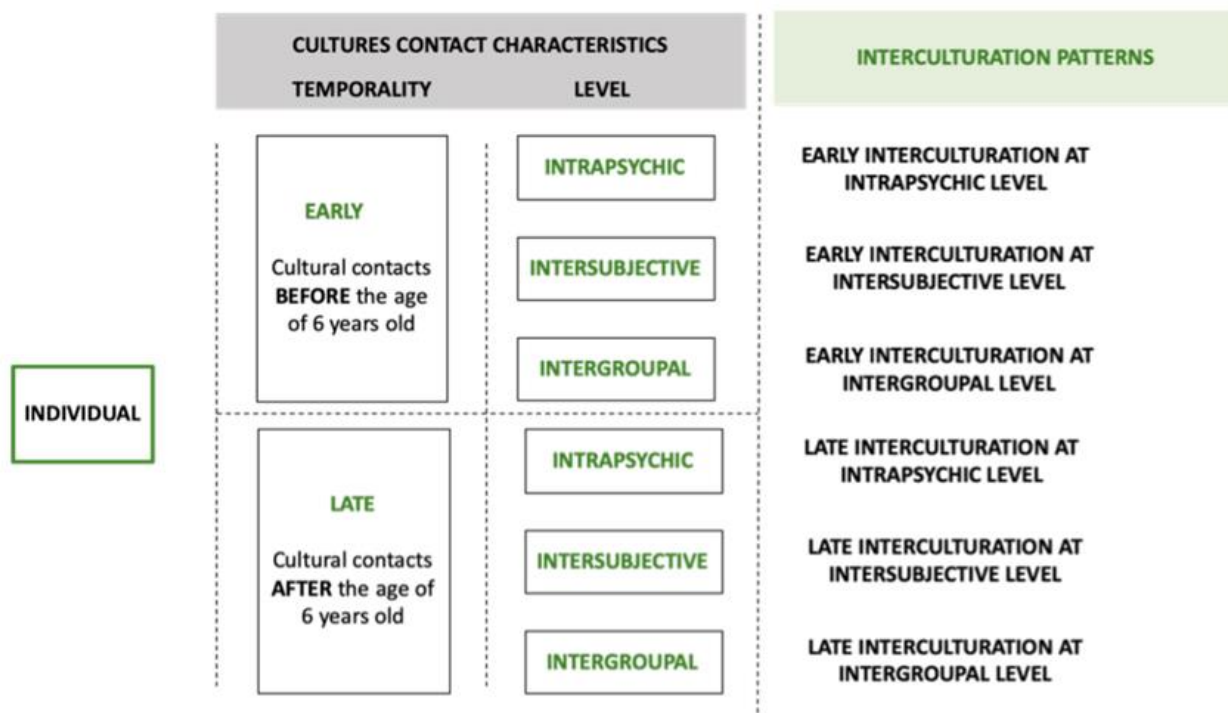 CULTURES CONTACT CHARACTERISTICS
TEMPORALITY
LEVEL
INTERCULTURATION PATTERNS
INDIVIDUAL
EARLY
Cultural contacts
BEFORE the age
of 6 years old
INTRAPSYCHIC
EARLY INTERCULTURATION AT
INTRAPSYCHIC LEVEL
INTERSUBJECTIVE
EARLY INTERCULTURATION AT
INTERSUBJECTIVE LEVEL
INTERGROUPAL
EARLY INTERCULTURATION AT
INTERGROUPAL LEVEL
LATE
Cultural contacts
AFTER the age of
6 years old
INTRAPSYCHIC
LATE INTERCULTURATION AT
INTRAPSYCHIC LEVEL
INTERSUBJECTIVE
LATE INTERCULTURATION AT
INTERSUBJECTIVE LEVEL
INTERGROUPAL
LATE INTERCULTURATION AT
INTERGROUPAL LEVEL